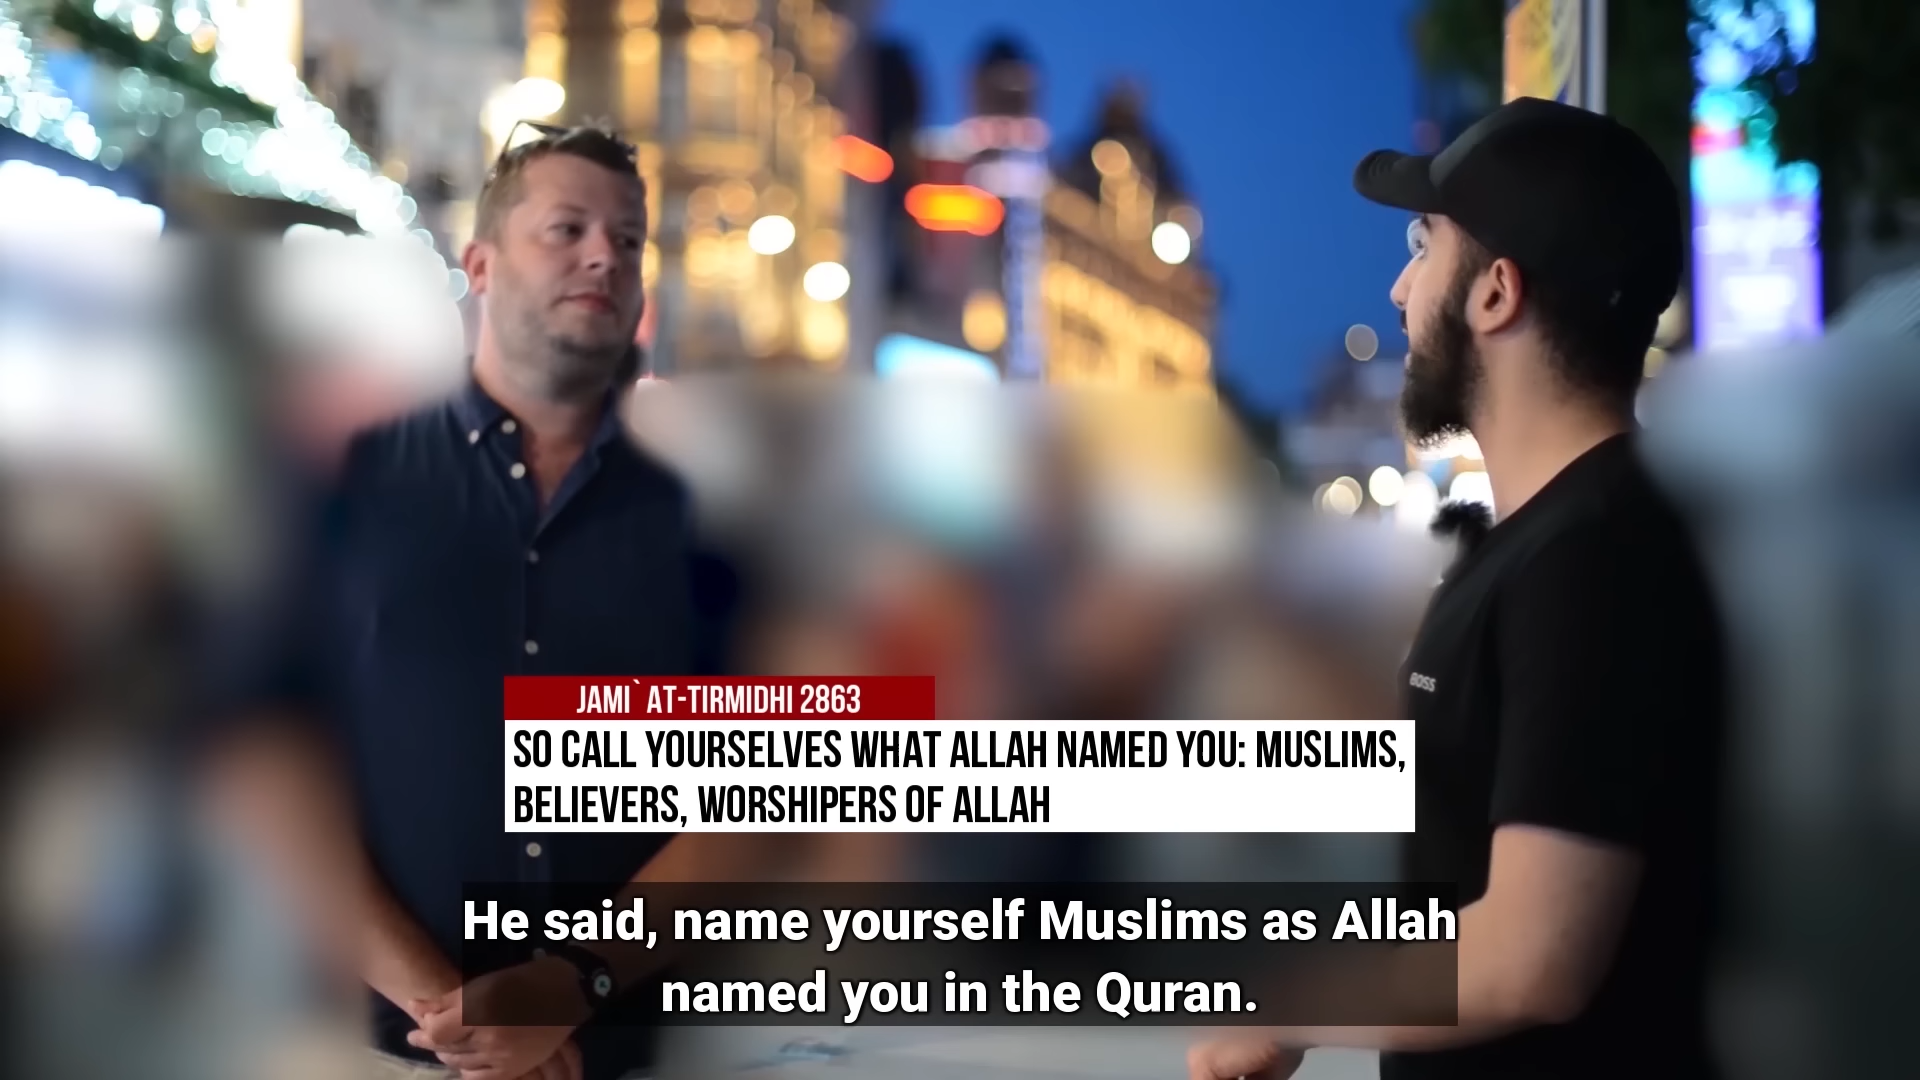 BOSS
JAMI`AT-TIRMIDHI 2863
SO CALL YOURSELVES WHAT ALLAH NAMED YOU: MUSLIMS,
BELIEVERS, WORSHIPERS OF ALLAH
He said, name yourself Muslims as Allah
named you in the Quran.